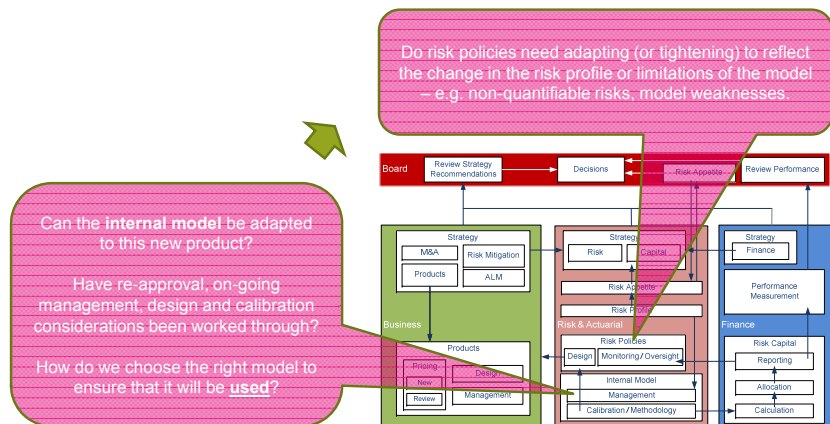 Do risk policies need adapting (or tightening) to reflect
the change in the risk profile or limitations of the model
– e.g. non-quantifiable risks, model weaknesses.
Board
Review Strategy
Recommendations
Decisions
Risk Appetite
Review Performance
Can the internal model be adapted
to this new product?
Have re-approval, on-going
management, design and calibration
considerations been worked through?
How do we choose the right model to
ensure that it will be used?
Strategy
M&A
Risk Mitigation
Products
ALM
Business
Products
Pricing
New
Review
Design
Management
Strategy
Risk
Capital
Risk Appetite
Risk Profile
Risk & Actuarial
Risk Policies
Design
Monitoring/Oversight
Internal Model
Management
Calibration/Methodology
Strategy
Finance
Performance
Measurement
Finance
Risk Capital
Reporting
Allocation
Calculation